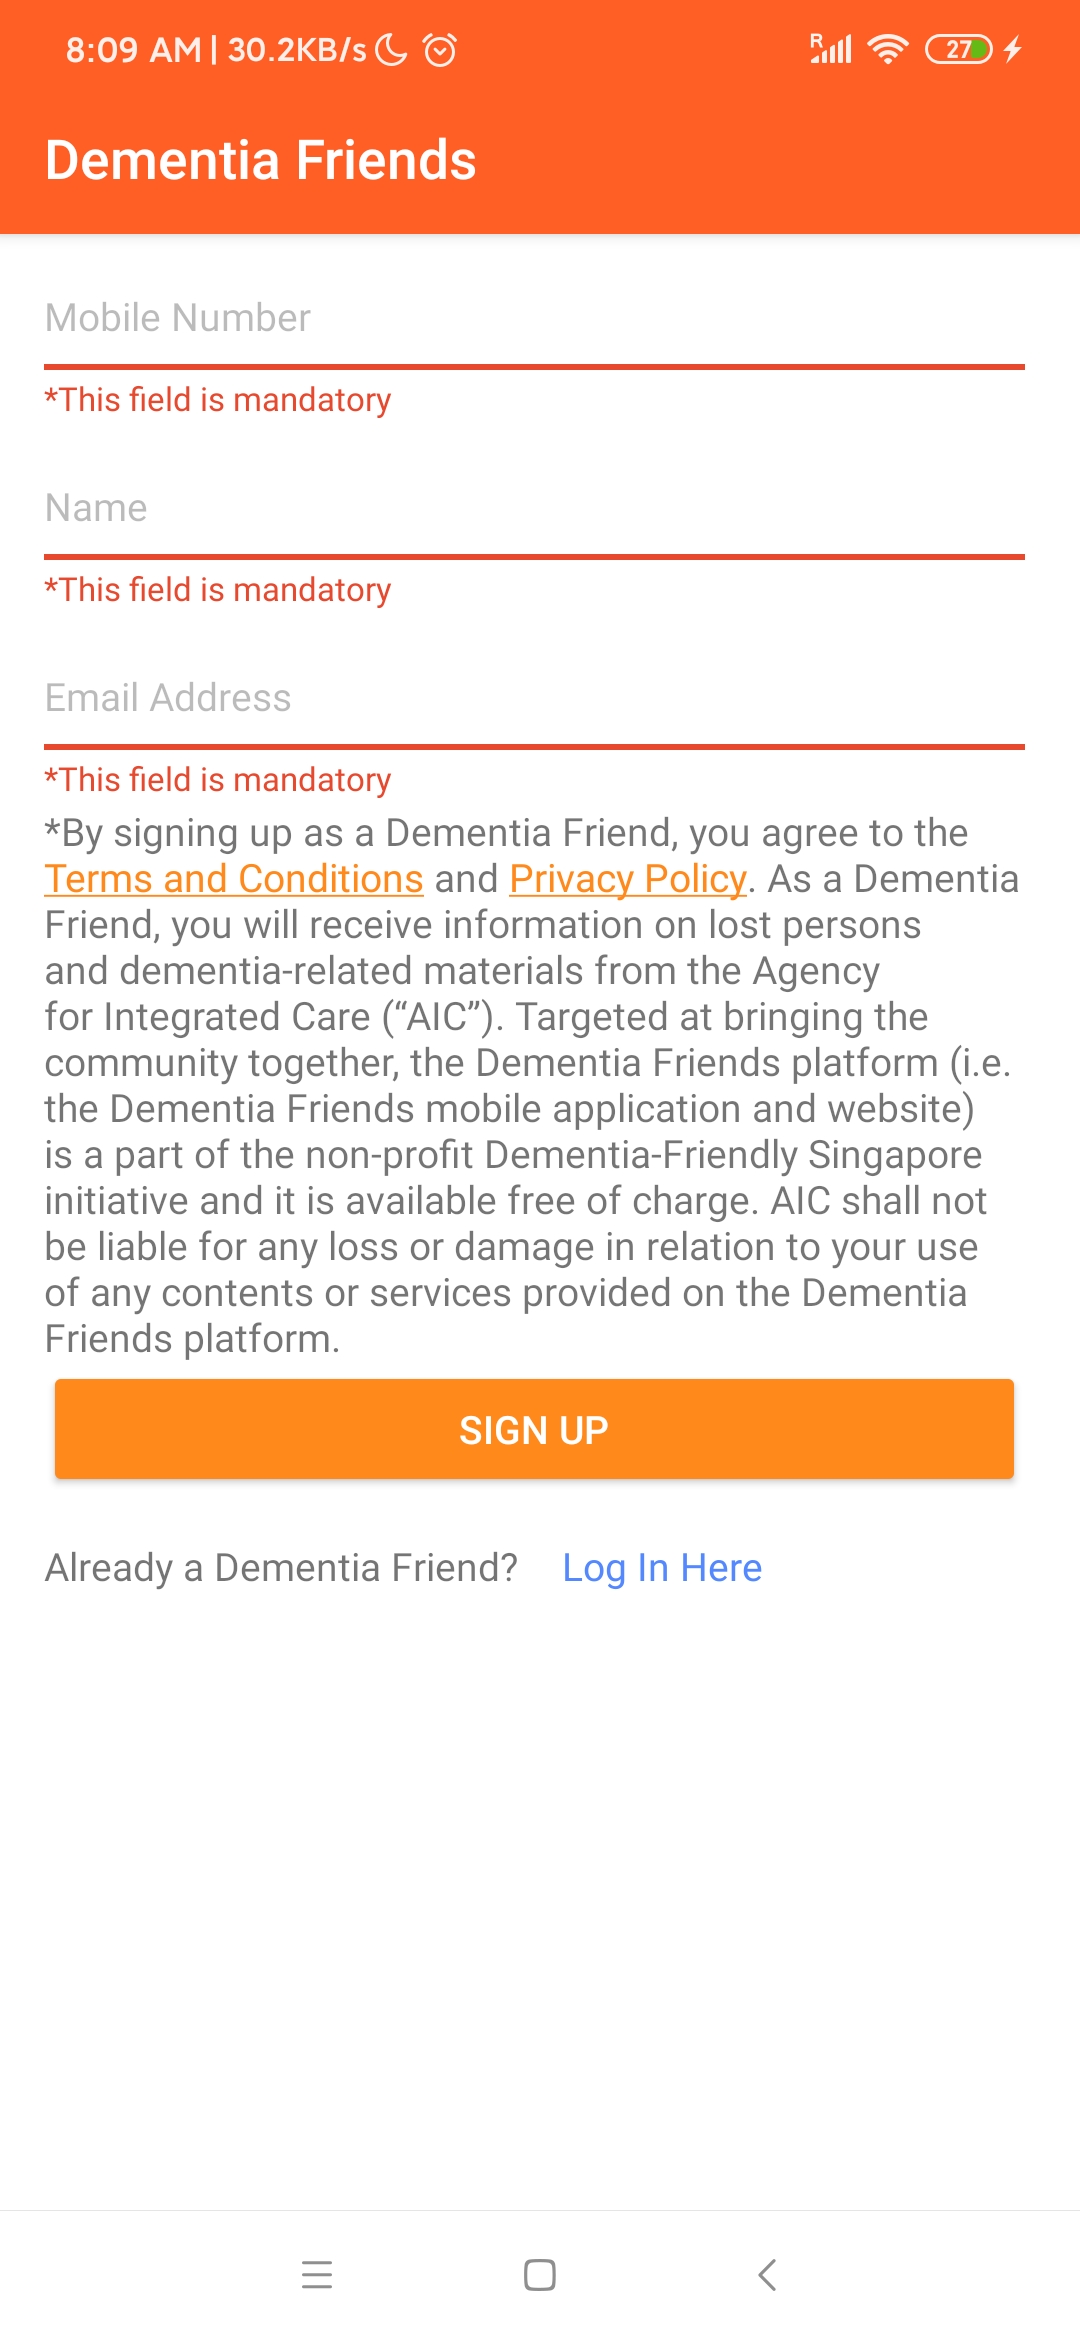 8:09 AM | 30.2KB/s
R
27
Dementia Friends
Mobile Number
*This field is mandatory
Name
*This field is mandatory
Email Address
*This field is mandatory
*By signing up as a Dementia Friend, you agree to the
Terms and Conditions and Privacy Policy. As a Dementia
Friend, you will receive information on lost persons
and dementia-related materials from the Agency
for Integrated Care (“AIC”). Targeted at bringing the
community together, the Dementia Friends platform (i.e.
the Dementia Friends mobile application and website)
is a part of the non-profit Dementia-Friendly Singapore
initiative and it is available free of charge. AIC shall not
be liable for any loss or damage in relation to your use
of any contents or services provided on the Dementia
Friends platform.
SIGN UP
Already a Dementia Friend? Log In Here